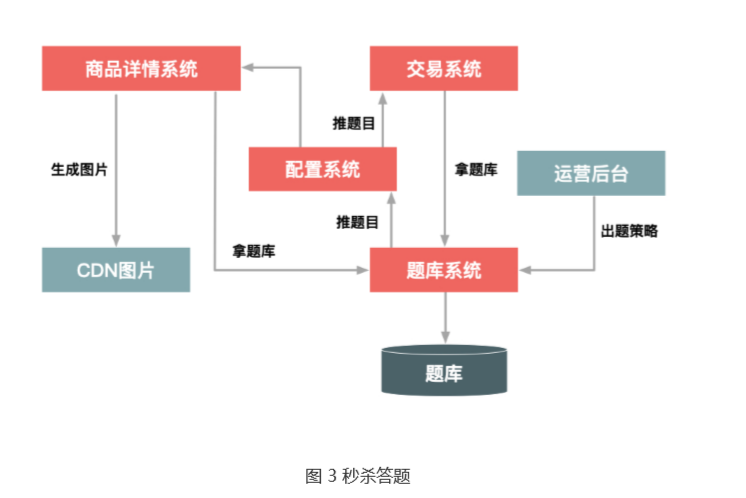 商品详情系统
交易系统
推题目
生成图片
配置系统
拿题库
运营后台
推题目
出题策略
拿题库
CDN图片
题库系统
题库
图 3 秒杀答题